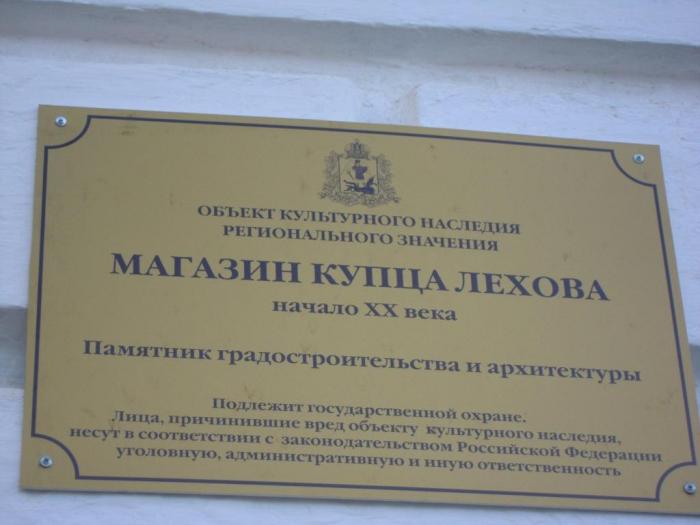 ОБЪЕКТ КУЛЬТУРНОГО НАСЛЕДИЯ
РЕГИОНАЛЬНОГО ЗНАЧЕНИЯ
МАГАЗИН КУПЦА ЛЕХОВА
начало XX века
Памятник градостроительства и архитектуры
Подлежит государственной охране.
Лица, причинившие вред объекту культурного наследия,
несут в соответствии с законодательством Российской Федерации
уголовную, административную и иную ответственность